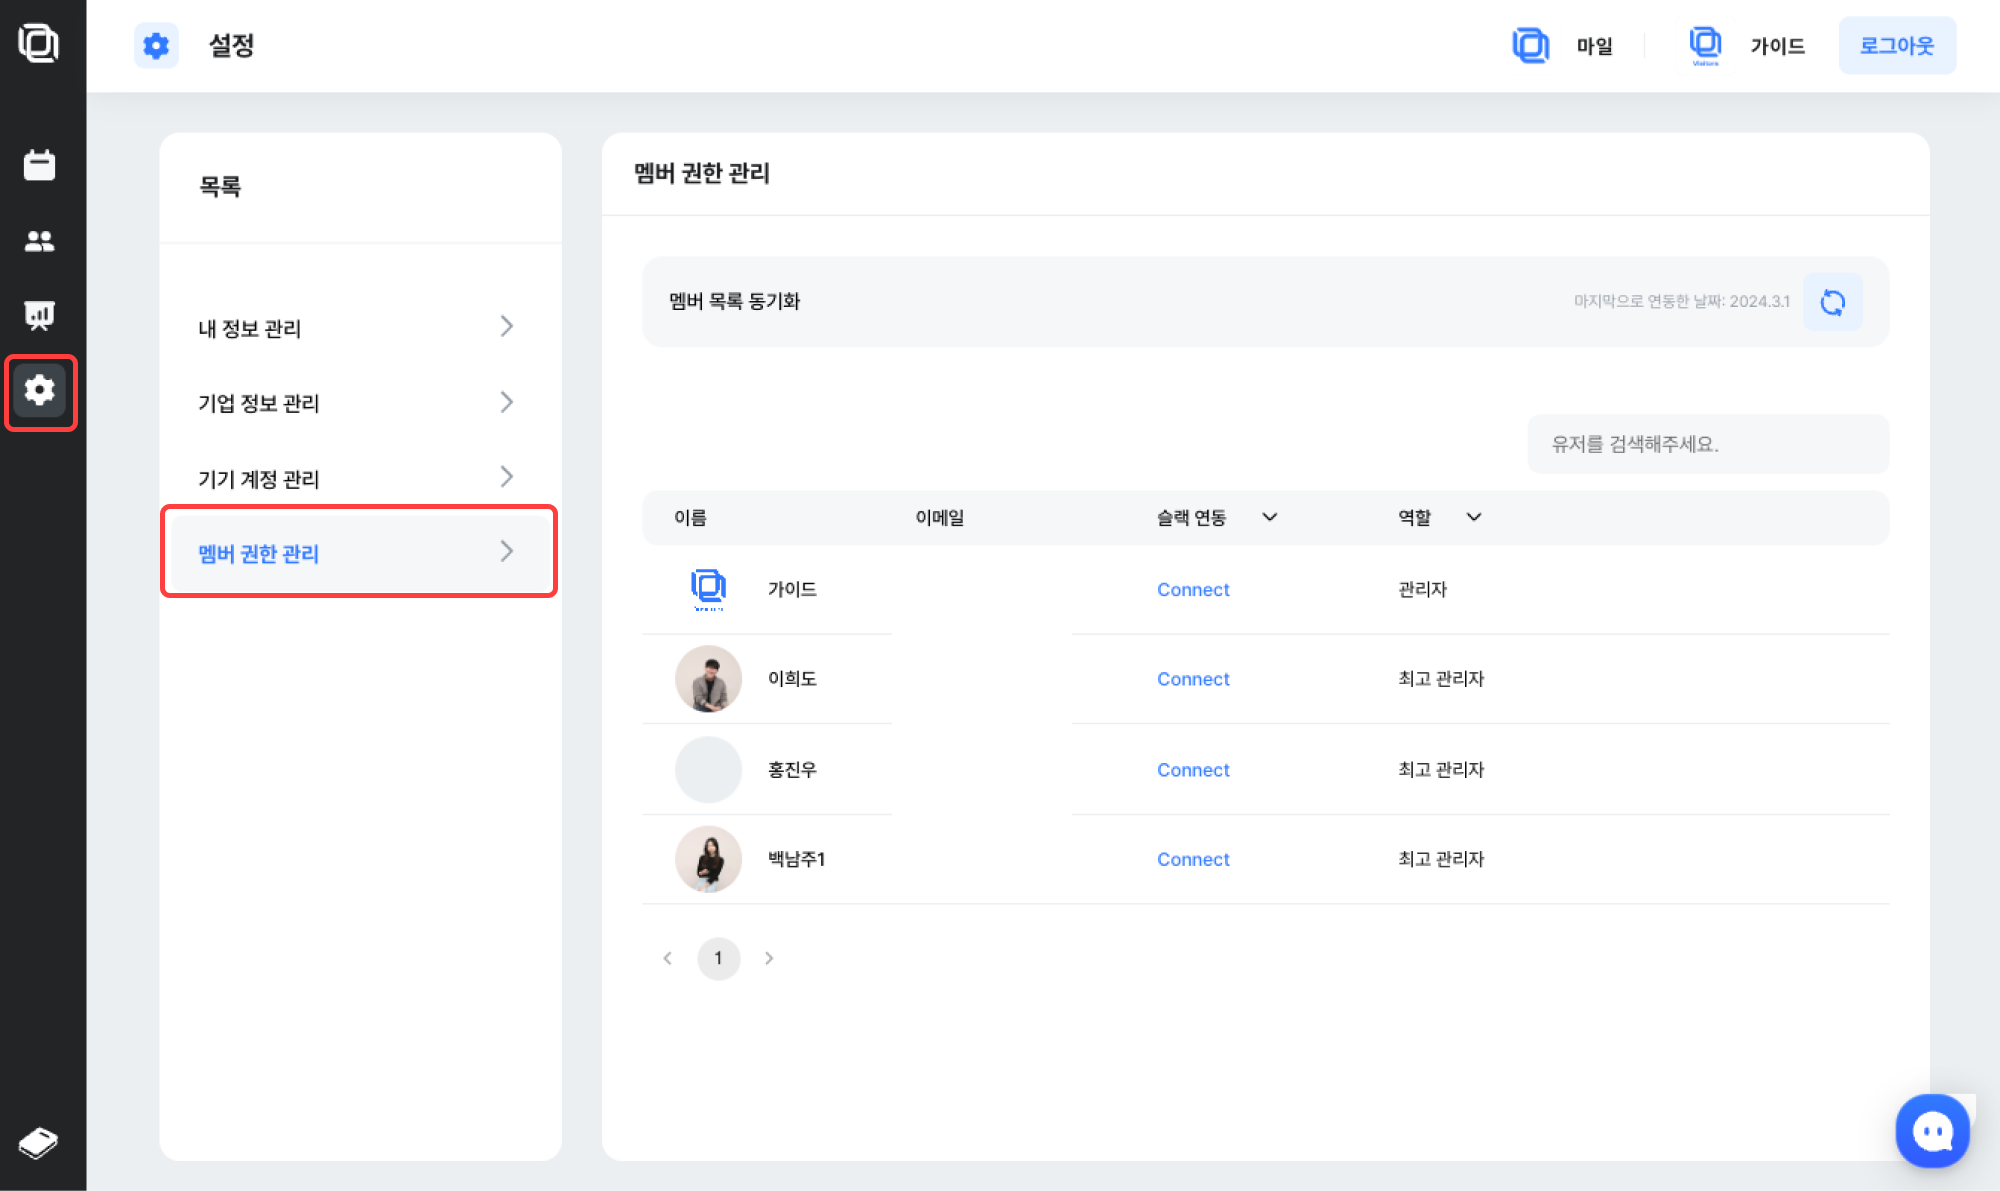 설정
마일
Visitors
가이드
로그아웃
목록
내 정보 관리
기업 정보 관리
기기 계정 관리
멤버 권한 관리
멤버 권한 관리
멤버 목록 동기화
마지막으로 연동한 날짜: 2024.3.1
유저를 검색해주세요.
이름 이메일 슬랙 연동 역할
가이드 Connect 관리자
이희도 Connect 최고 관리자
홍진우 Connect 최고 관리자
백남주1 Connect 최고 관리자
1